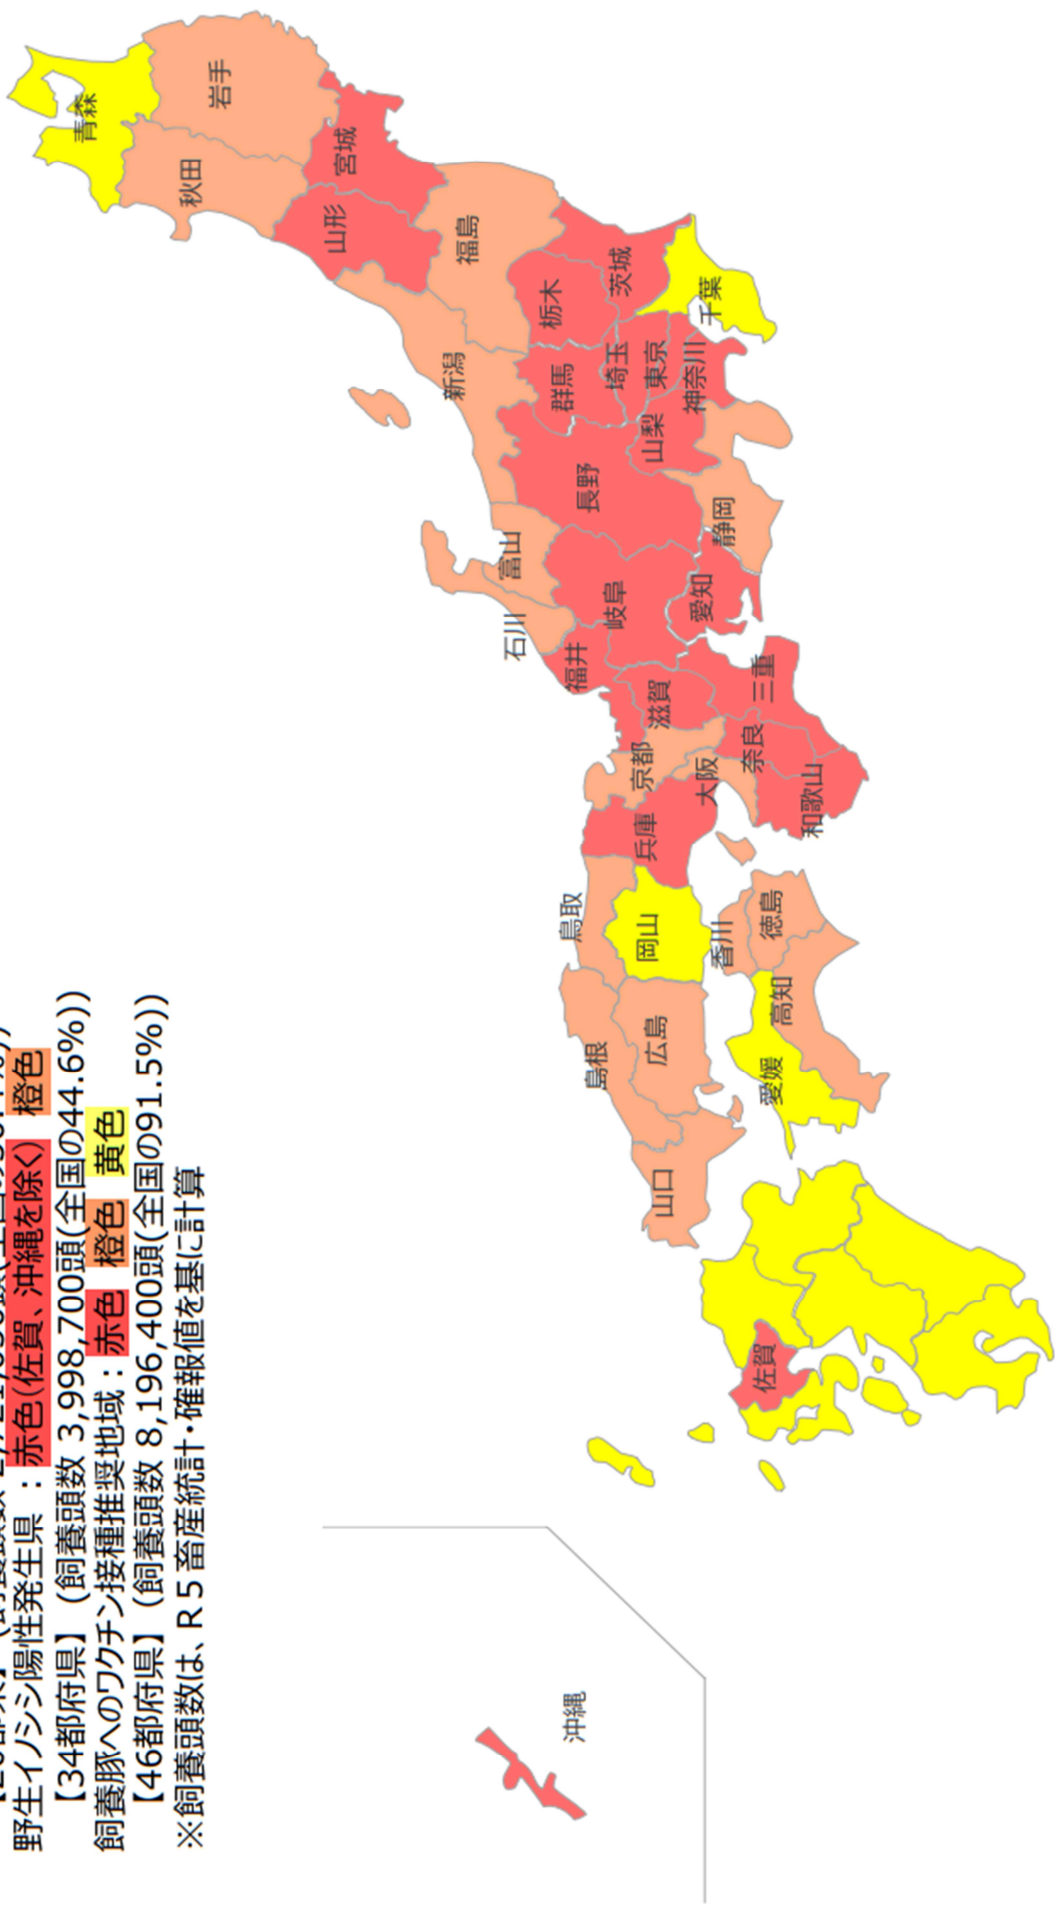 野生イノシシ陽性発生県 : 赤色(佐賀、沖縄を除く) 橙色
【34都府県】 (飼養頭数 3,998,700頭(全国の44.6%))
飼養豚へのワクチン接種推奨地域 : 赤色 橙色 黄色
【46都府県】 (飼養頭数 8,196,400頭(全国の91.5%))
※飼養頭数は、R5畜産統計・確報値を基に計算
青森
岩手
秋田
宮城
山形
福島
新潟
栃木
茨城
群馬
埼玉
千葉
東京
神奈川
山梨
長野
静岡
富山
石川
岐阜
愛知
福井
滋賀
三重
京都
大阪
奈良
和歌山
兵庫
鳥取
岡山
島根
広島
山口
香川
徳島
高知
愛媛
佐賀
沖縄